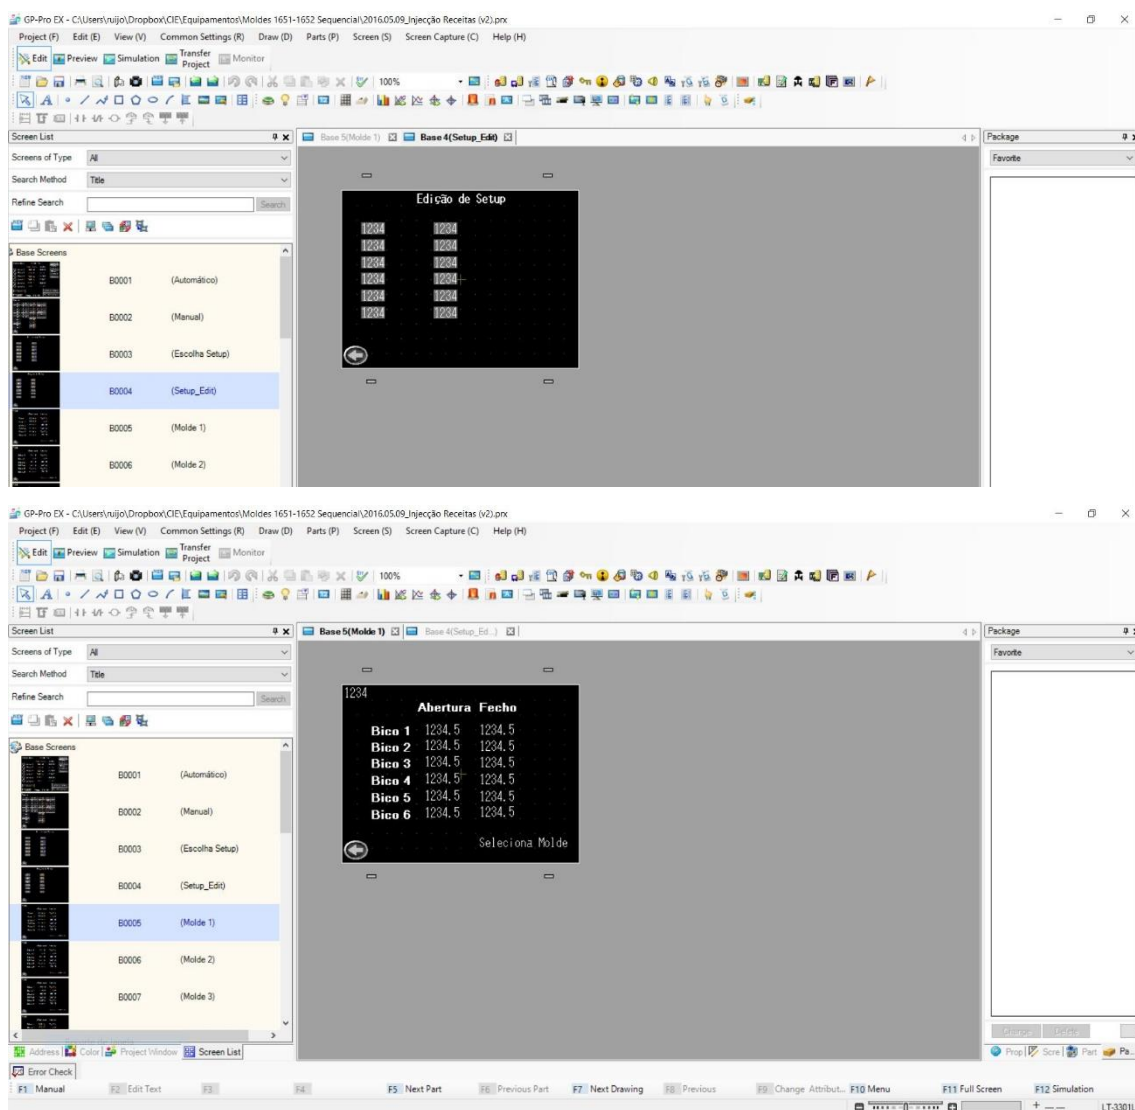 GP-Pro EX - C:\Users\ruijo\Dropbox\CIE\Equipamentos\Moldes 1651-1652 Sequencial\2016.05.09_Injecção Receitas (v2).prx
Project (F) Edit (E) View (V) Common Settings (R) Draw (D) Parts (P) Screen (S) Screen Capture (C) Help (H)
Edit Preview Simulation Transfer Project Monitor
100%
Screen List
Base 5(Molde 1) Base 4(Setup_Edit)
Package
Screens of Type All
Favorite
Search Method Title
Refine Search Search
Edição de Setup
1234 1234
1234 1234
1234 1234
1234 1234
1234 1234
1234 1234
Base Screens
B0001 (Automático)
B0002 (Manual)
B0003 (Escolha Setup)
B0004 (Setup_Edit)
B0005 (Molde 1)
B0006 (Molde 2)
GP-Pro EX - C:\Users\ruijo\Dropbox\CIE\Equipamentos\Moldes 1651-1652 Sequencial\2016.05.09_Injecção Receitas (v2).prx
Project (F) Edit (E) View (V) Common Settings (R) Draw (D) Parts (P) Screen (S) Screen Capture (C) Help (H)
Edit Preview Simulation Transfer Project Monitor
100%
Screen List
Base 5(Molde 1) Base 4(Setup_Ed...)
Package
Screens of Type All
Favorite
Search Method Title
Refine Search Search
1234
Abertura Fecho
Bico 1 1234.5 1234.5
Bico 2 1234.5 1234.5
Bico 3 1234.5 1234.5
Bico 4 1234.5 1234.5
Bico 5 1234.5 1234.5
Bico 6 1234.5 1234.5
Seleciona Molde
Base Screens
B0001 (Automático)
B0002 (Manual)
B0003 (Escolha Setup)
B0004 (Setup_Edit)
B0005 (Molde 1)
B0006 (Molde 2)
B0007 (Molde 3)
Change Delete
Address Color Project Window Screen List
Prop Scre Part Pa...
Error Check
F1 Manual F2 Edit Text F3 F4 F5 Next Part F6 Previous Part F7 Next Drawing F8 Previous F9 Change Attribut... F10 Menu F11 Full Screen F12 Simulation